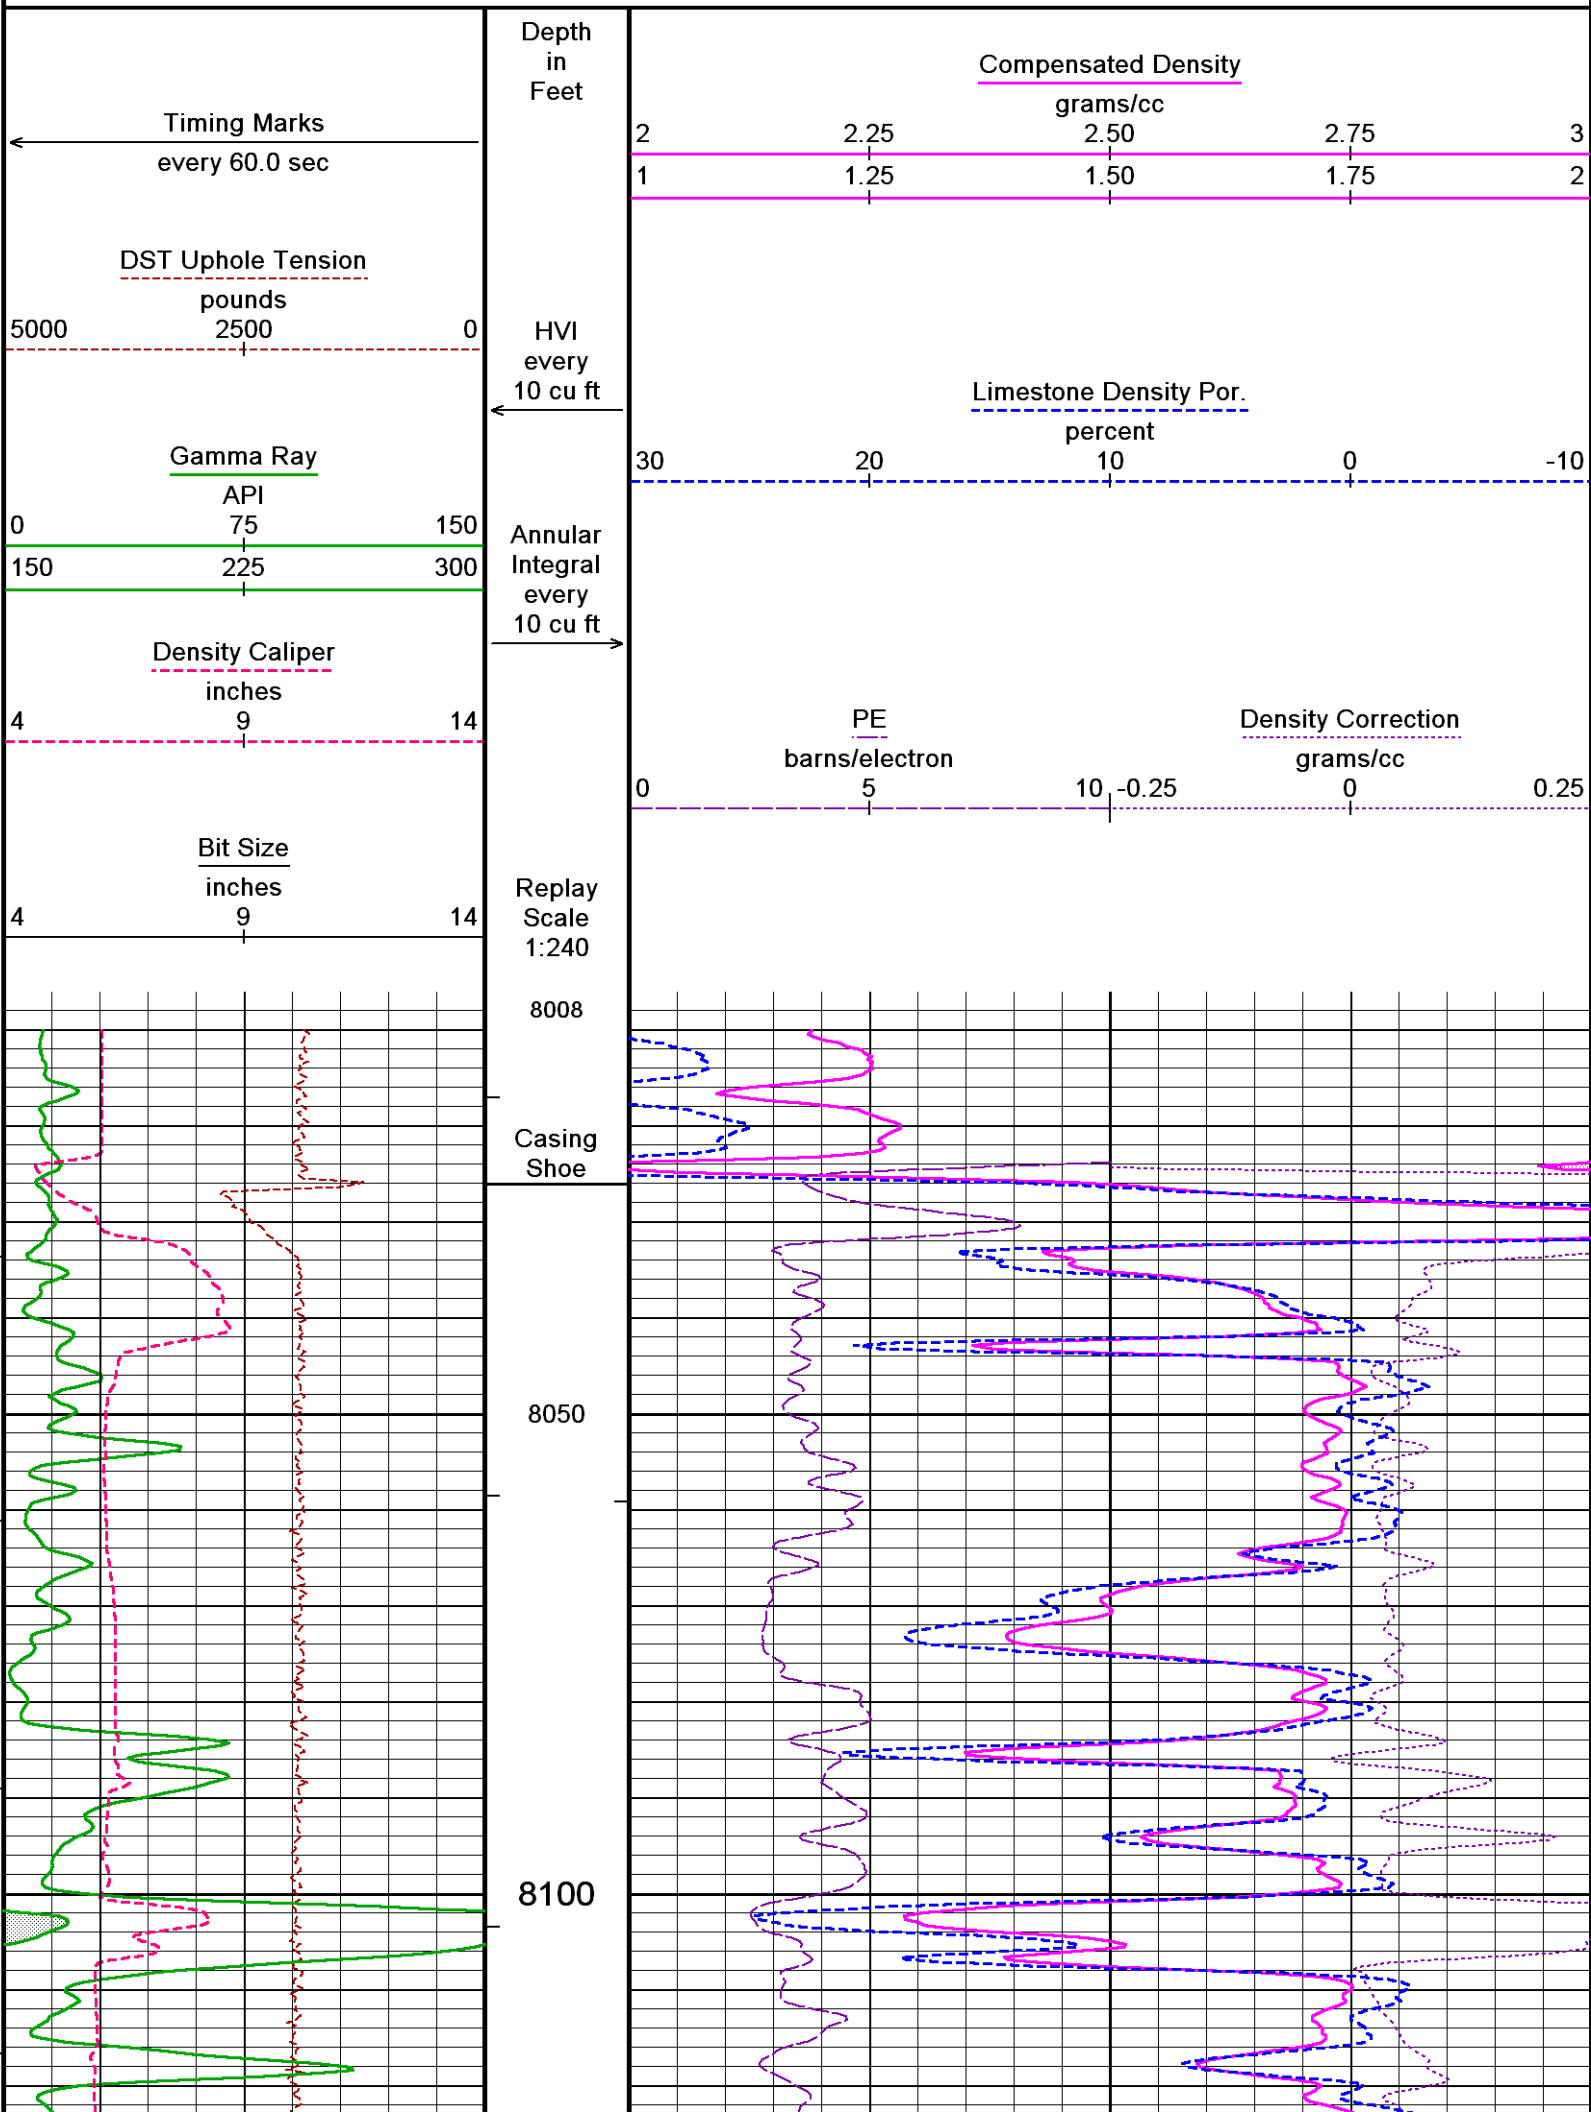 Timing Marks
every 60.0 sec
DST Uphole Tension
pounds
5000 2500 0
Gamma Ray
API
0 75 150
150 225 300
Density Caliper
inches
4 9 14
Bit Size
inches
4 9 14
Depth
in
Feet
HVI
every
10 cu ft
Annular
Integral
every
10 cu ft
Replay
Scale
1:240
8008
Casing
Shoe
8050
8100
Compensated Density
grams/cc
2 2.25 2.50 2.75 3
1 1.25 1.50 1.75 2
Limestone Density Por.
percent
30 20 10 0 -10
PE
barns/electron
0 5 10
Density Correction
grams/cc
-0.25 0 0.25